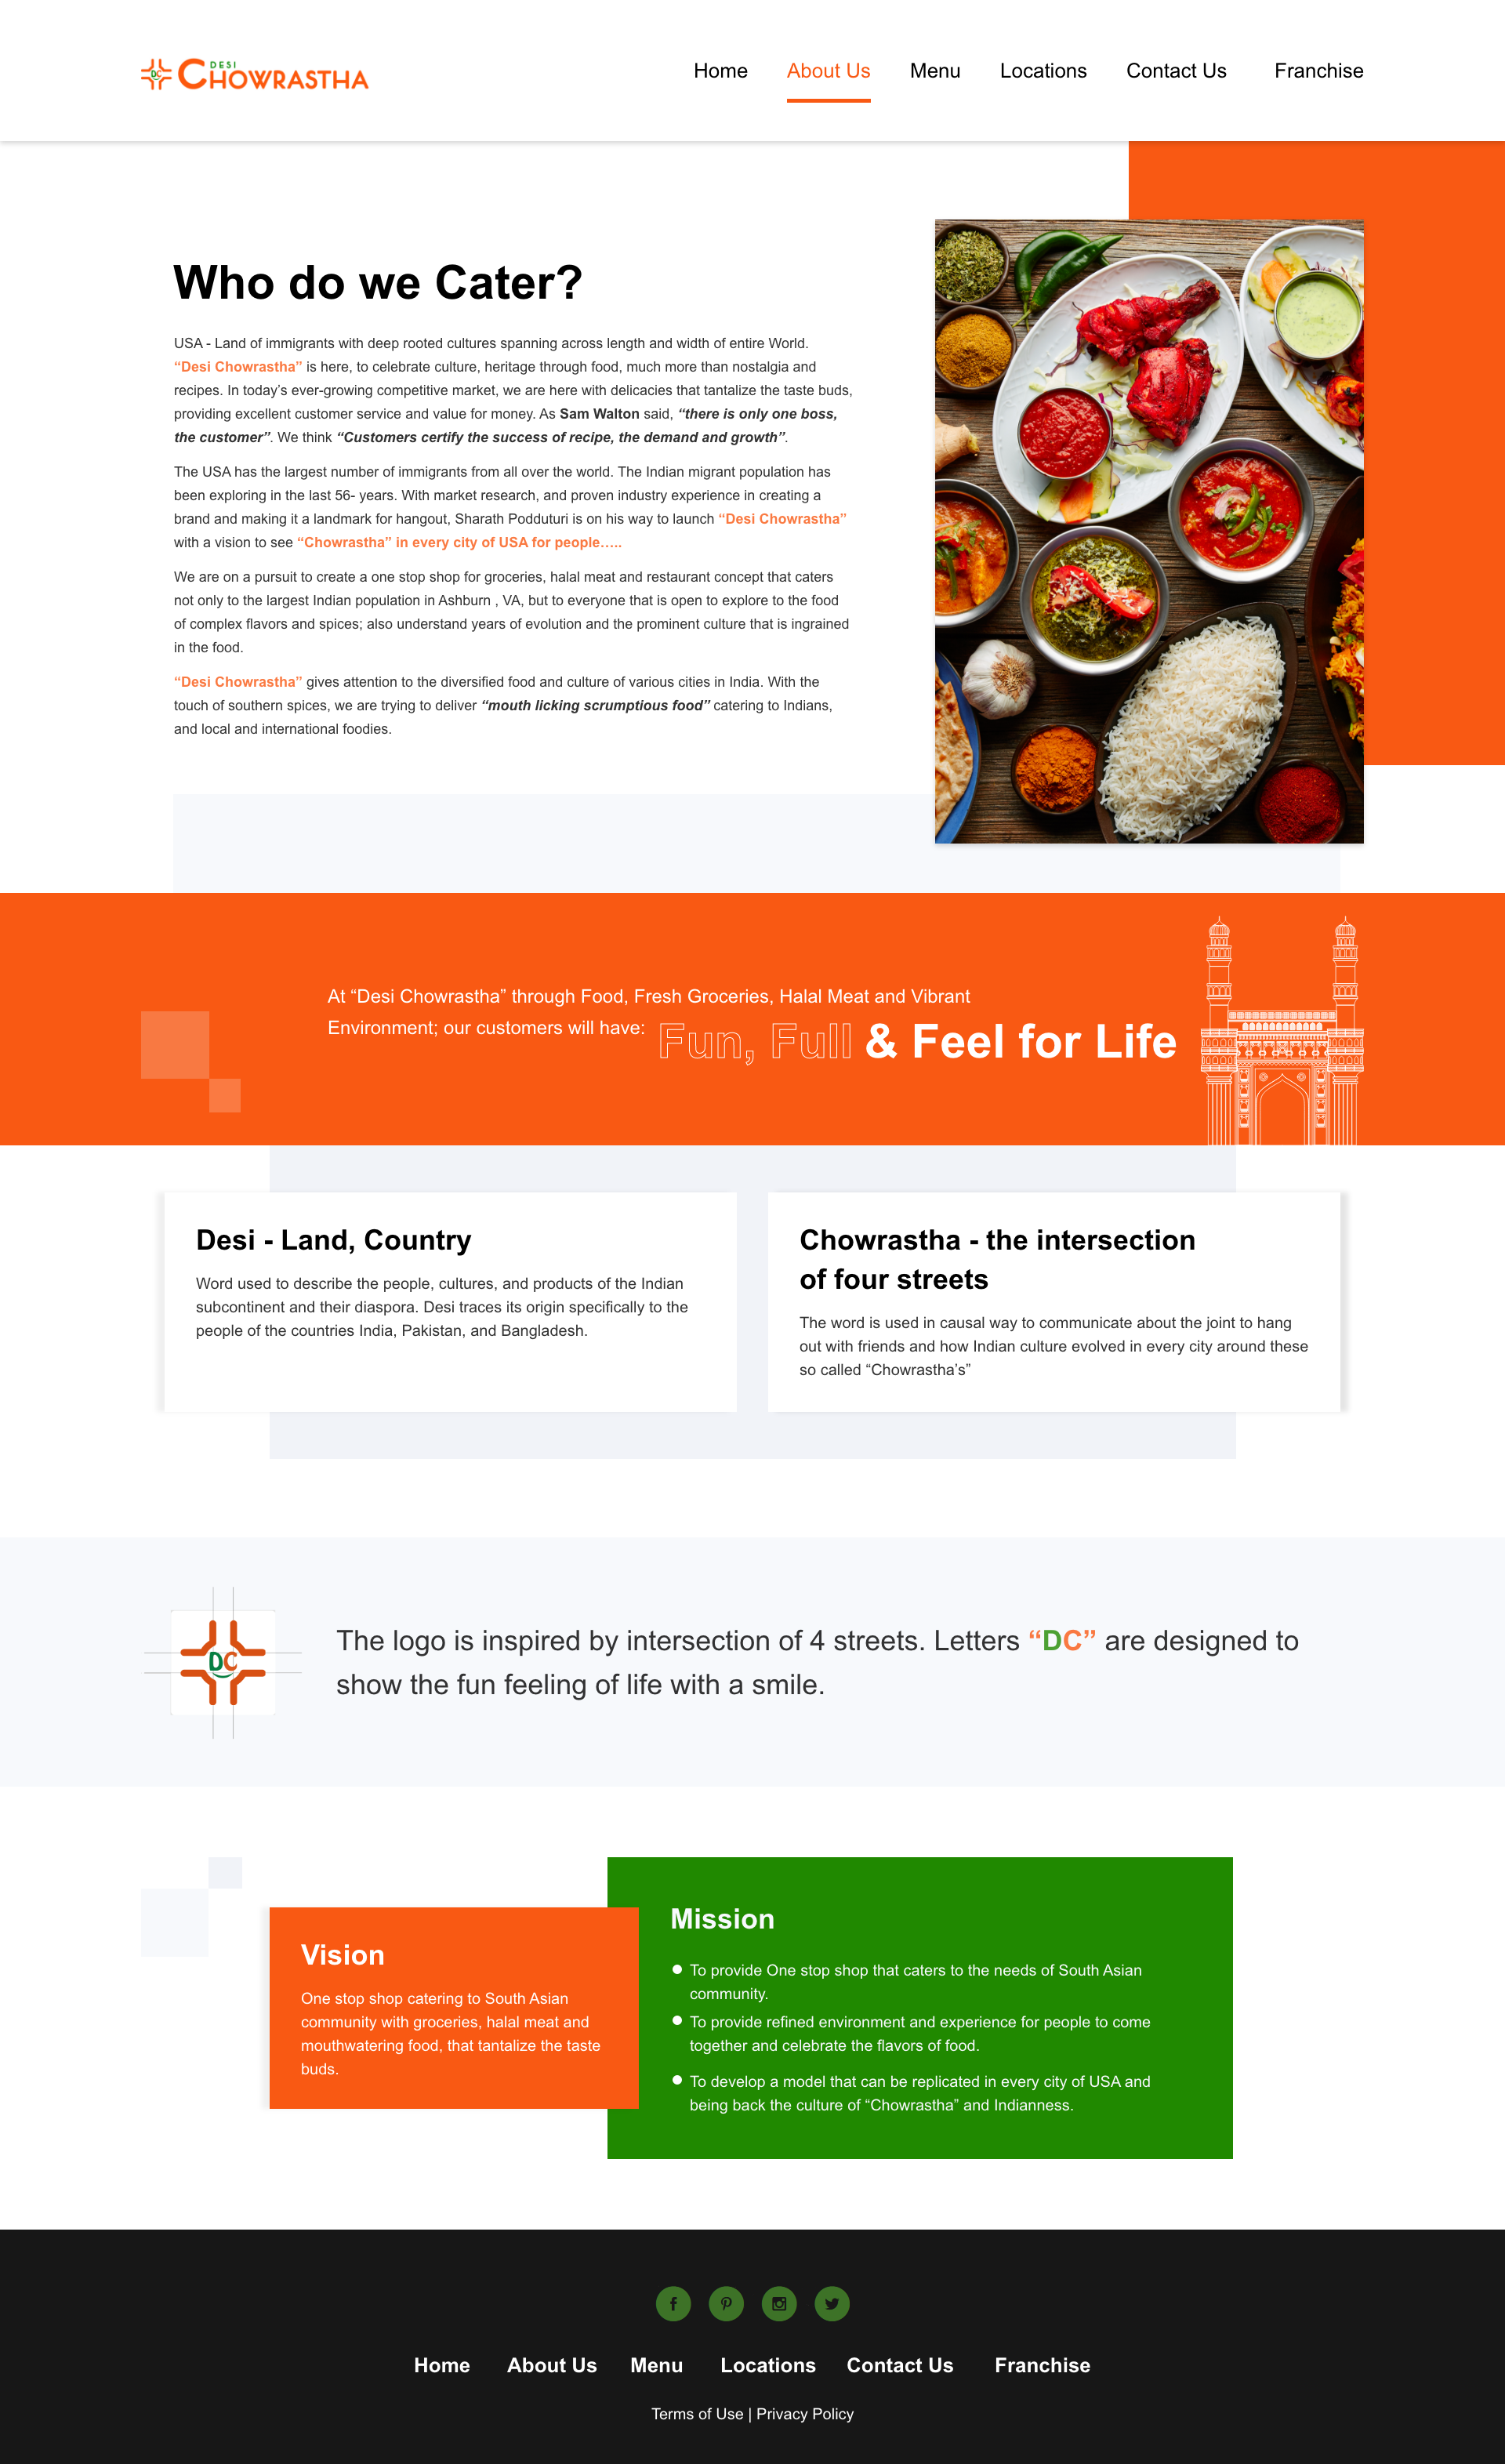 DC DESI CHOWRASTHA
Home About Us Menu Locations Contact Us Franchise
Who do we Cater?
USA - Land of immigrants with deep rooted cultures spanning across length and width of entire World.
“Desi Chowrastha” is here, to celebrate culture, heritage through food, much more than nostalgia and
recipes. In today’s ever-growing competitive market, we are here with delicacies that tantalize the taste buds,
providing excellent customer service and value for money. As Sam Walton said, “there is only one boss,
the customer”. We think “Customers certify the success of recipe, the demand and growth”.
The USA has the largest number of immigrants from all over the world. The Indian migrant population has
been exploring in the last 56- years. With market research, and proven industry experience in creating a
brand and making it a landmark for hangout, Sharath Podduturi is on his way to launch “Desi Chowrastha”
with a vision to see “Chowrastha” in every city of USA for people…..
We are on a pursuit to create a one stop shop for groceries, halal meat and restaurant concept that caters
not only to the largest Indian population in Ashburn , VA, but to everyone that is open to explore to the food
of complex flavors and spices; also understand years of evolution and the prominent culture that is ingrained
in the food.
“Desi Chowrastha” gives attention to the diversified food and culture of various cities in India. With the
touch of southern spices, we are trying to deliver “mouth licking scrumptious food” catering to Indians,
and local and international foodies.
At “Desi Chowrastha” through Food, Fresh Groceries, Halal Meat and Vibrant
Environment; our customers will have: Fun, Full & Feel for Life
Desi - Land, Country
Word used to describe the people, cultures, and products of the Indian
subcontinent and their diaspora. Desi traces its origin specifically to the
people of the countries India, Pakistan, and Bangladesh.
Chowrastha - the intersection
of four streets
The word is used in causal way to communicate about the joint to hang
out with friends and how Indian culture evolved in every city around these
so called “Chowrastha’s”
DC
The logo is inspired by intersection of 4 streets. Letters “DC” are designed to
show the fun feeling of life with a smile.
Vision
One stop shop catering to South Asian
community with groceries, halal meat and
mouthwatering food, that tantalize the taste
buds.
Mission
To provide One stop shop that caters to the needs of South Asian
community.
To provide refined environment and experience for people to come
together and celebrate the flavors of food.
To develop a model that can be replicated in every city of USA and
being back the culture of “Chowrastha” and Indianness.
Home About Us Menu Locations Contact Us Franchise
Terms of Use | Privacy Policy